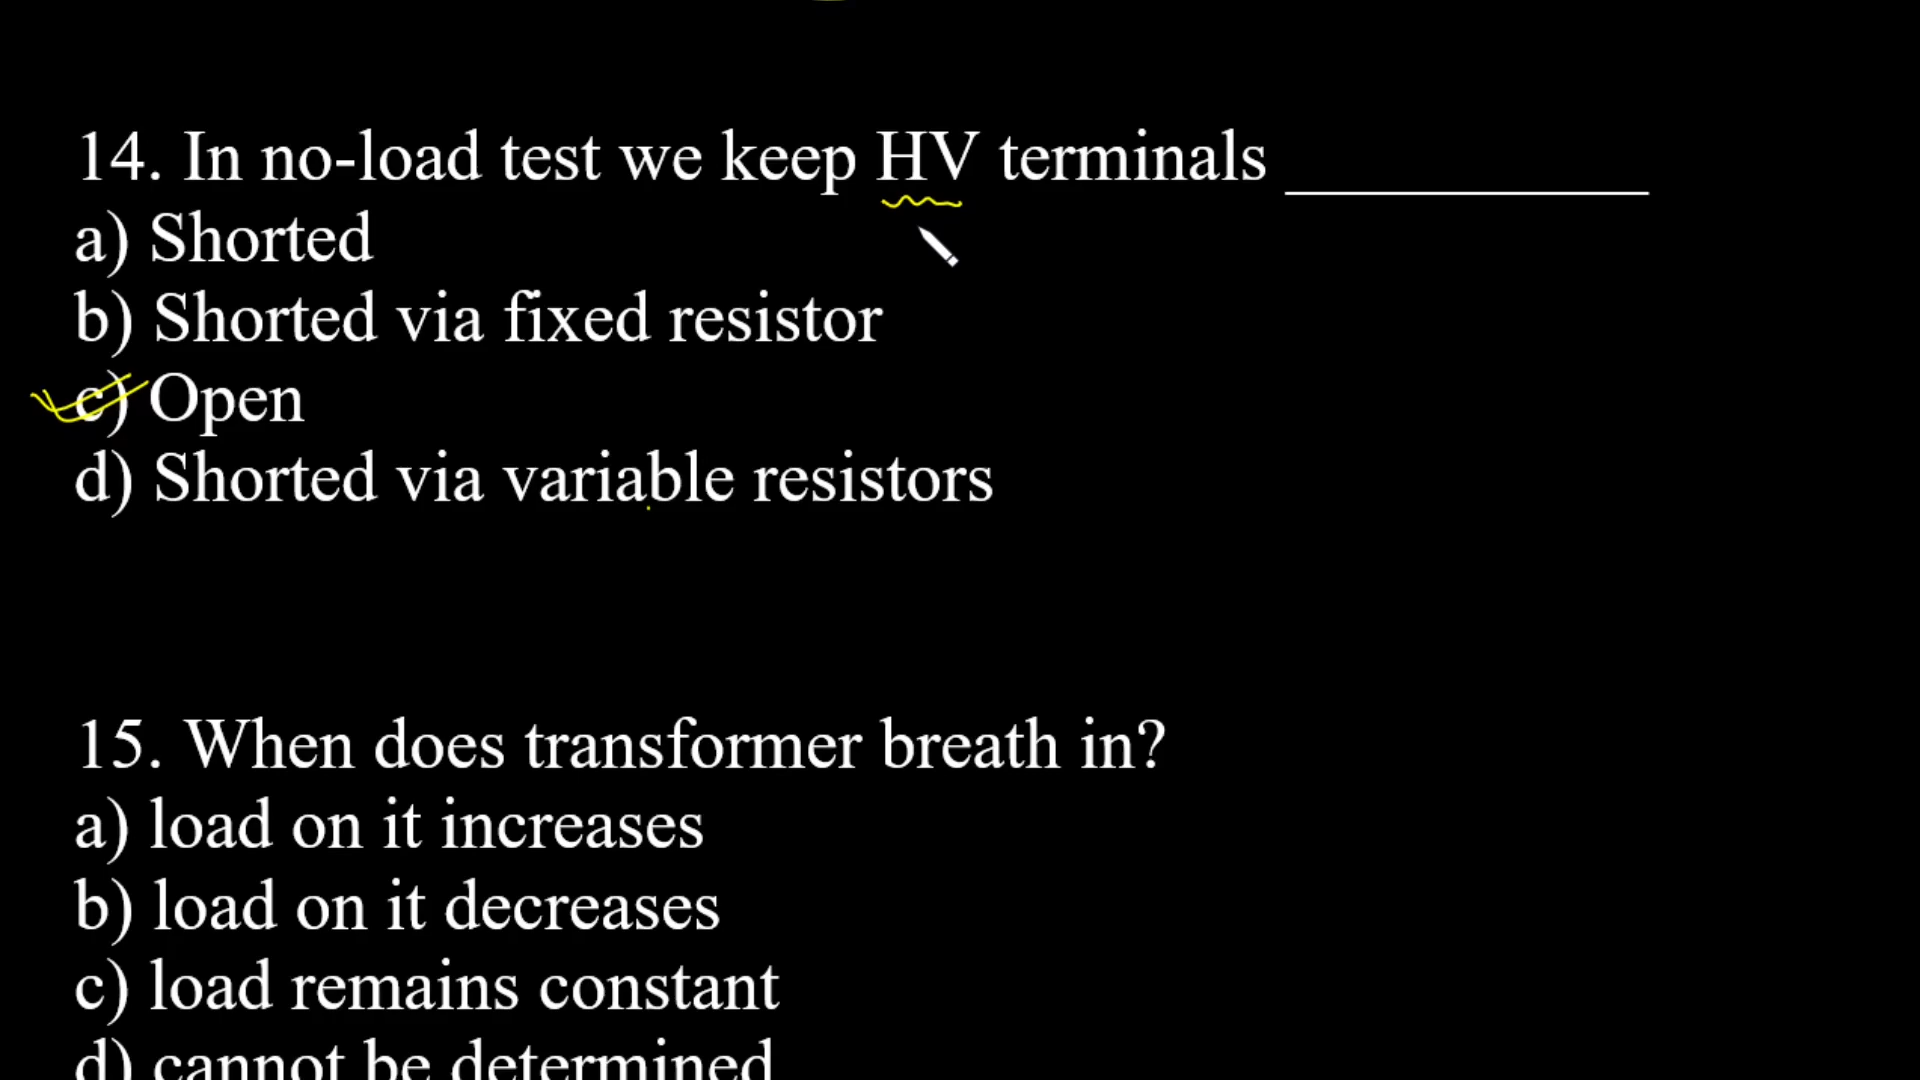 14. In no-load test we keep HV terminals ___________
a) Shorted
b) Shorted via fixed resistor
c) Open
d) Shorted via variable resistors
15. When does transformer breath in?
a) load on it increases
b) load on it decreases
c) load remains constant
d) cannot be determined